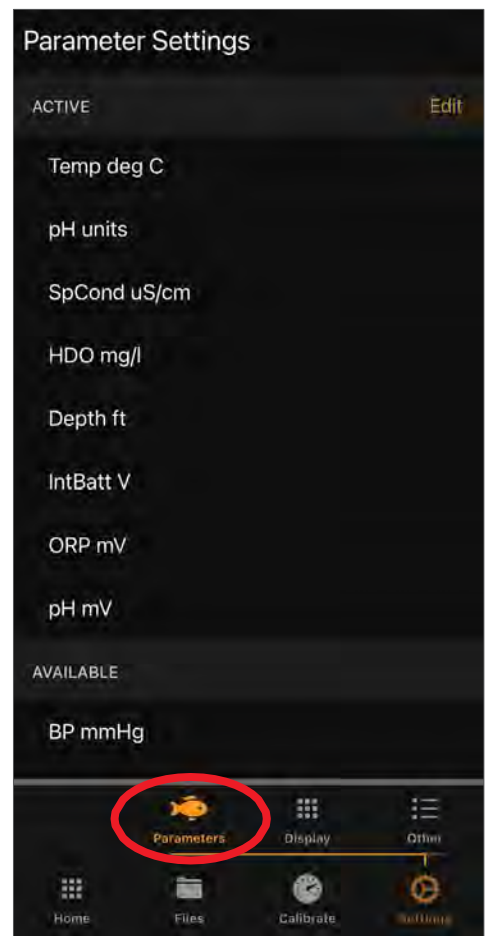 Parameter Settings
ACTIVE Edit
Temp deg C
pH units
SpCond uS/cm
HDO mg/l
Depth ft
IntBatt V
ORP mV
pH mV
AVAILABLE
BP mmHg
Parameters Display Other
Home Files Calibrate Settings